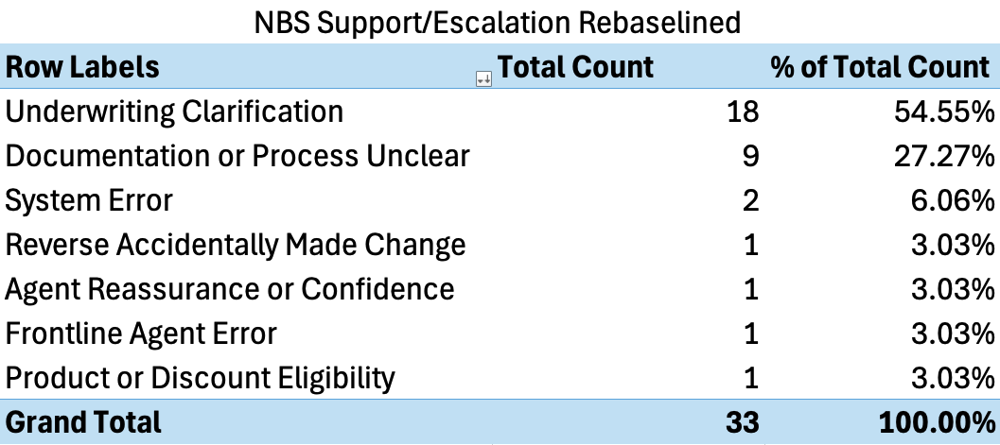 NBS Support/Escalation Rebaselined
Row Labels Total Count % of Total Count
Underwriting Clarification 18 54.55%
Documentation or Process Unclear 9 27.27%
System Error 2 6.06%
Reverse Accidentally Made Change 1 3.03%
Agent Reassurance or Confidence 1 3.03%
Frontline Agent Error 1 3.03%
Product or Discount Eligibility 1 3.03%
Grand Total 33 100.00%